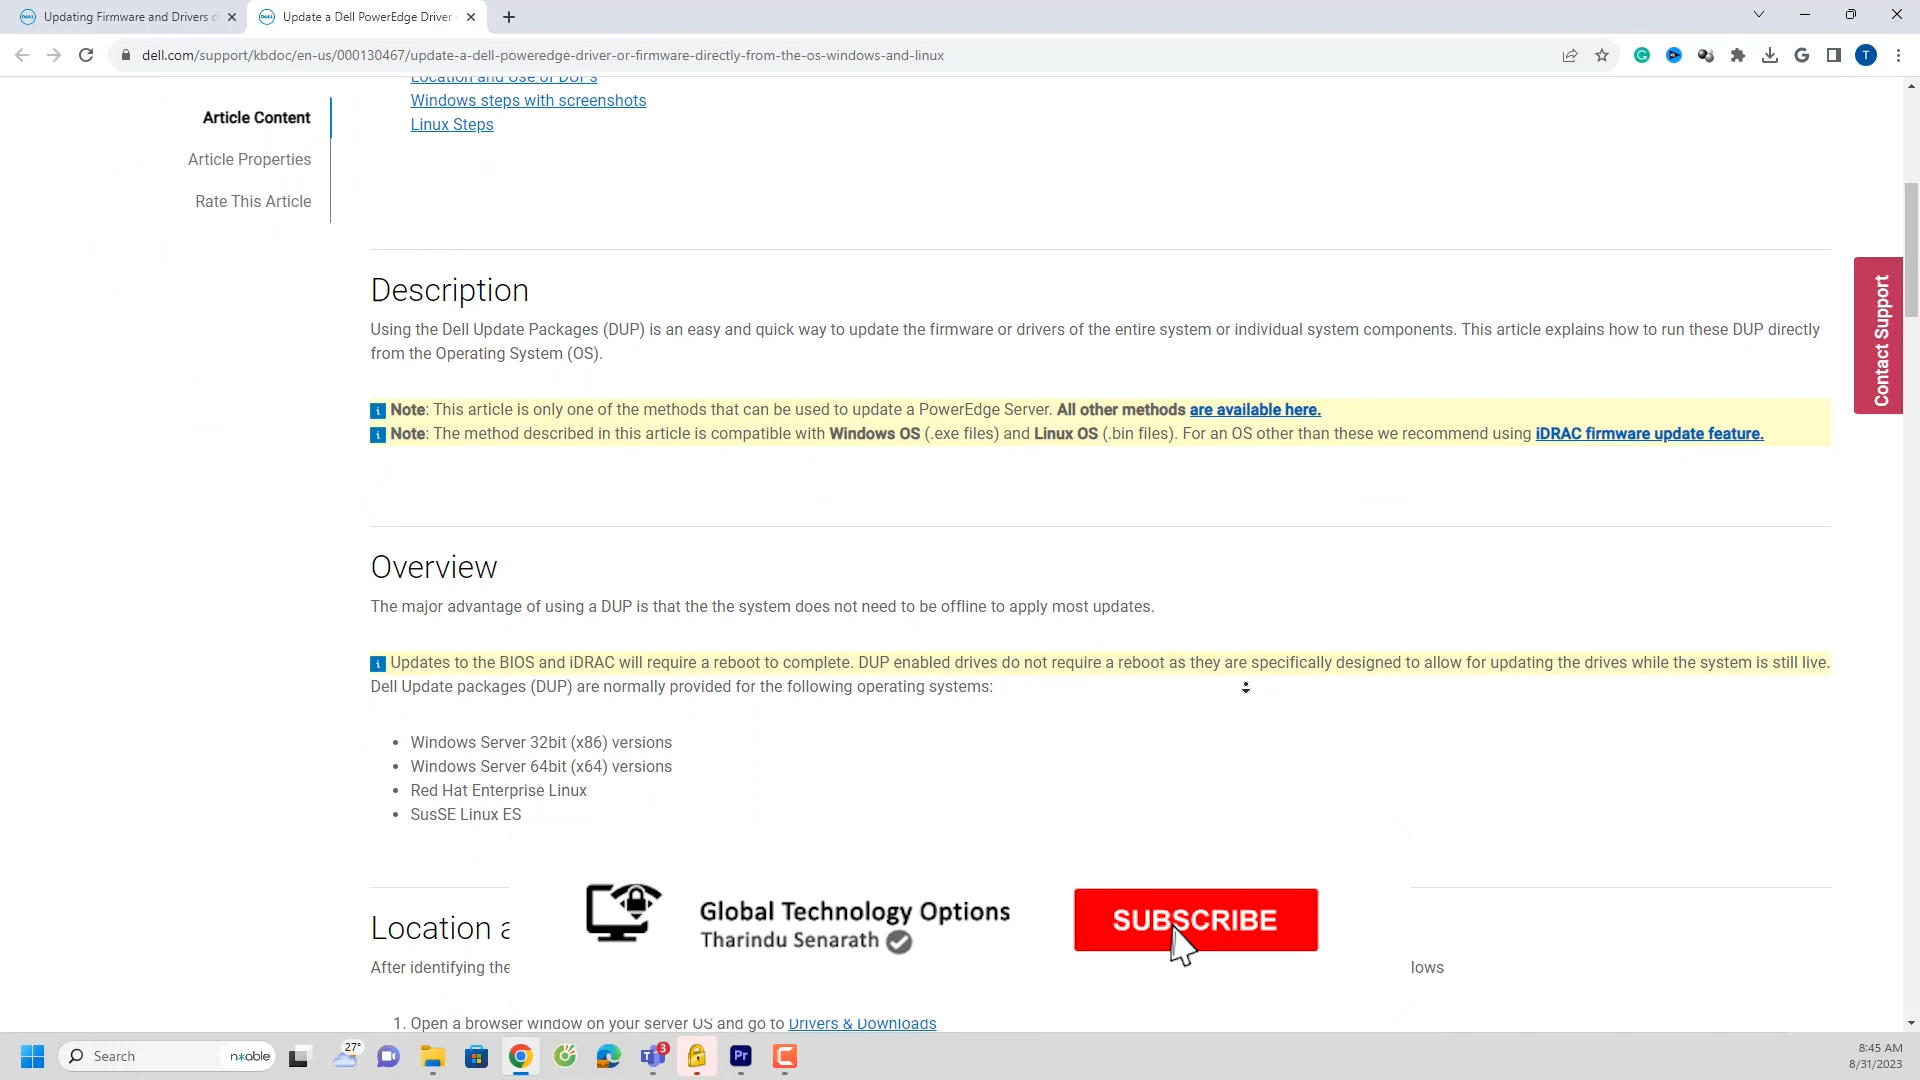 Updating Firmware and Drivers o
Update a Dell PowerEdge Driver
dell.com/support/kbdoc/en-us/000130467/update-a-dell-poweredge-driver-or-firmware-directly-from-the-os-windows-and-linux
T
Location and Use of DUPs
Windows steps with screenshots
Linux Steps
Article Content
Article Properties
Rate This Article
Contact Support
Description
Using the Dell Update Packages (DUP) is an easy and quick way to update the firmware or drivers of the entire system or individual system components. This article explains how to run these DUP directly
from the Operating System (OS).
Note: This article is only one of the methods that can be used to update a PowerEdge Server. All other methods are available here.
Note: The method described in this article is compatible with Windows OS (.exe files) and Linux OS (.bin files). For an OS other than these we recommend using iDRAC firmware update feature.
Overview
The major advantage of using a DUP is that the the system does not need to be offline to apply most updates.
Updates to the BIOS and iDRAC will require a reboot to complete. DUP enabled drives do not require a reboot as they are specifically designed to allow for updating the drives while the system is still live.
Dell Update packages (DUP) are normally provided for the following operating systems:
• Windows Server 32bit (x86) versions
• Windows Server 64bit (x64) versions
• Red Hat Enterprise Linux
• SusSE Linux ES
Location a
After identifying the
lows
Global Technology Options
Tharindu Senarath
SUBSCRIBE
1. Open a browser window on your server OS and go to Drivers & Downloads
Search
n*able
27°
3
Pr
8:45 AM
8/31/2023